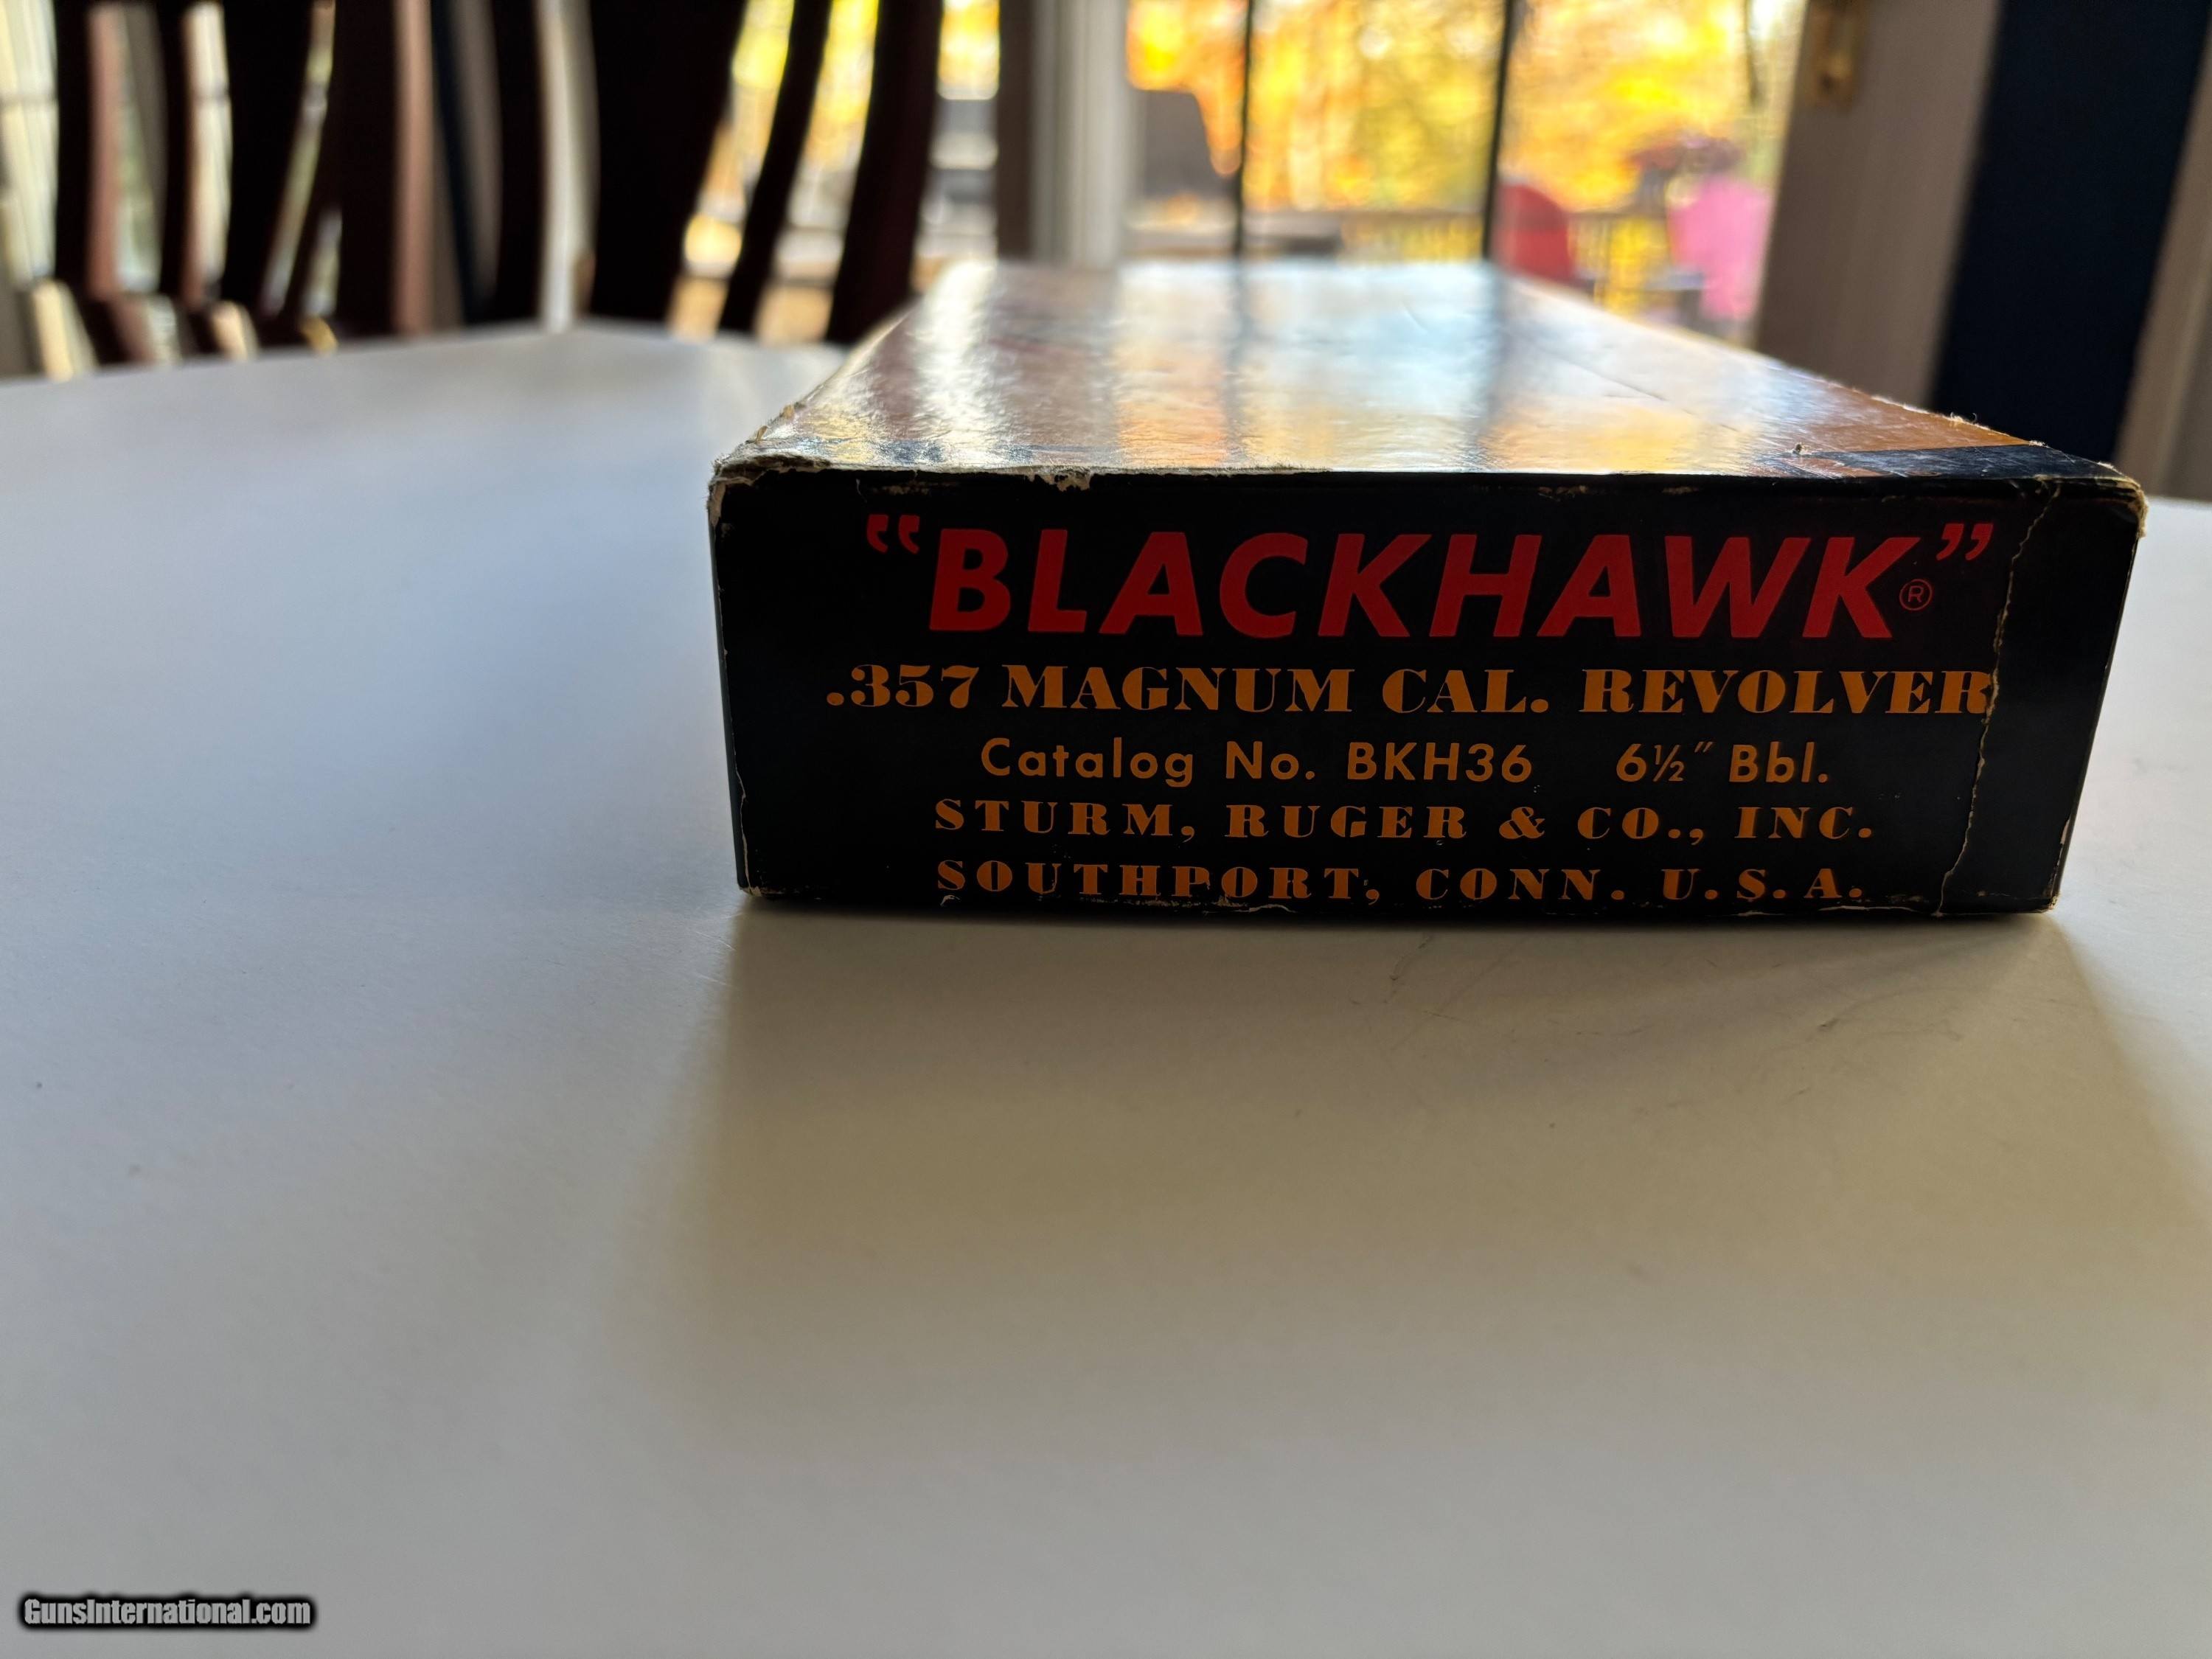 “BLACKHAWK®”
.357 MAGNUM CAL. REVOLVER
Catalog No. BKH36 6½" Bbl.
STURM, RUGER & CO., INC.
SOUTHPORT, CONN. U.S.A.
GunsInternational.com